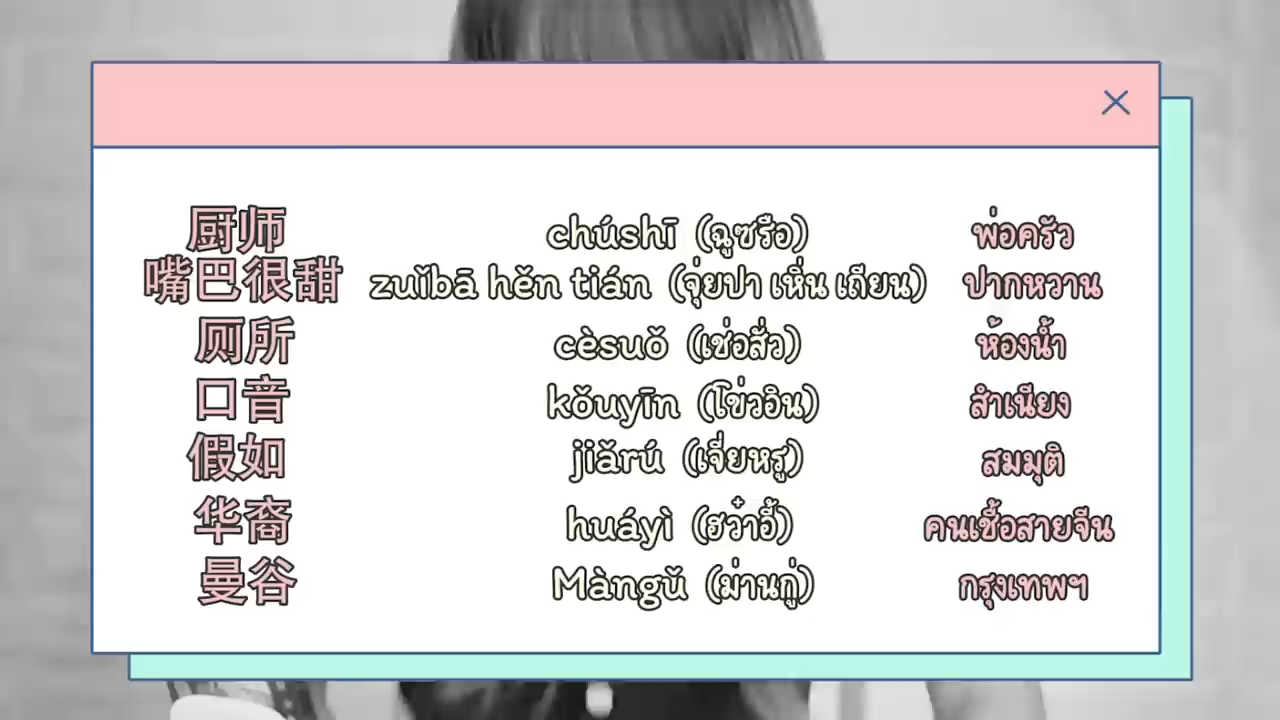 厨师 chúshī (ฉูซรือ) พ่อครัว
嘴巴很甜 zuǐbā hěn tián (จุ่ยปา เหิ่น เถียน) ปากหวาน
厕所 cèsuǒ (เช่อสั่ว) ห้องน้ำ
口音 kǒuyīn (โข่วอิน) สำเนียง
假如 jiǎrú (เจี่ยหรู) สมมุติ
华裔 huáyì (ฮว๋าอี้) คนเชื้อสายจีน
曼谷 Màngǔ (ม่านกู่) กรุงเทพฯ